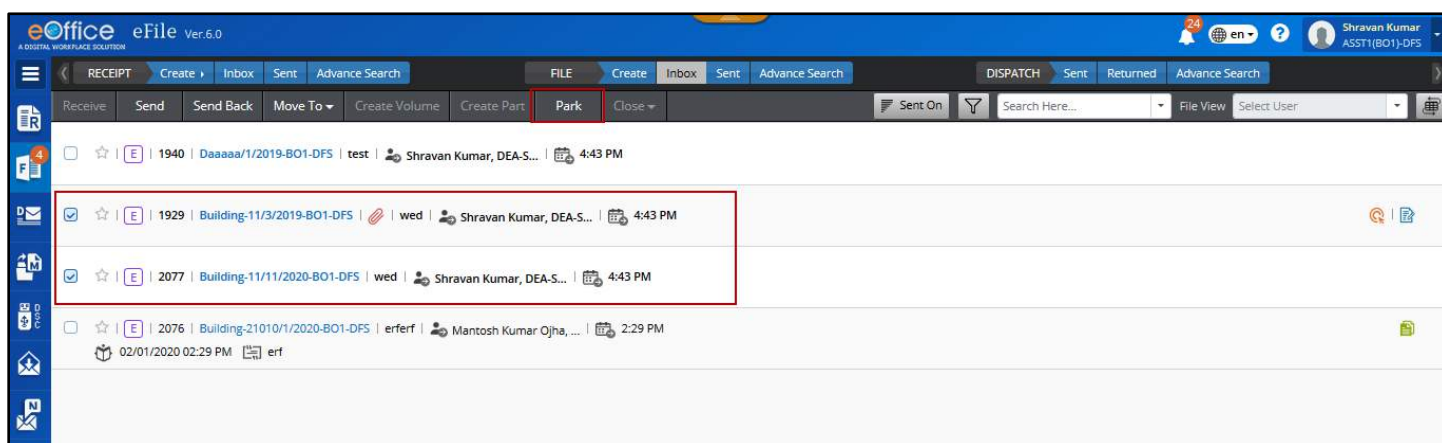 eOffice eFile Ver.6.0 24 en ? Shravan Kumar
A DIGITAL WORKPLACE SOLUTION ASST1(BO1)-DFS
RECEIPT Create Inbox Sent Advance Search FILE Create Inbox Sent Advance Search DISPATCH Sent Returned Advance Search
Receive Send Send Back Move To Create Volume Create Part Park Close Sent On Search Here... File View Select User
R
4
F
D
M
DSC
N
E | 1940 | Daaaaa/1/2019-BO1-DFS | test | Shravan Kumar, DEA-S... | 4:43 PM
E | 1929 | Building-11/3/2019-BO1-DFS | wed | Shravan Kumar, DEA-S... | 4:43 PM
E | 2077 | Building-11/11/2020-BO1-DFS | wed | Shravan Kumar, DEA-S... | 4:43 PM
E | 2076 | Building-21010/1/2020-BO1-DFS | erferf | Mantosh Kumar Ojha, ... | 2:29 PM
02/01/2020 02:29 PM erf